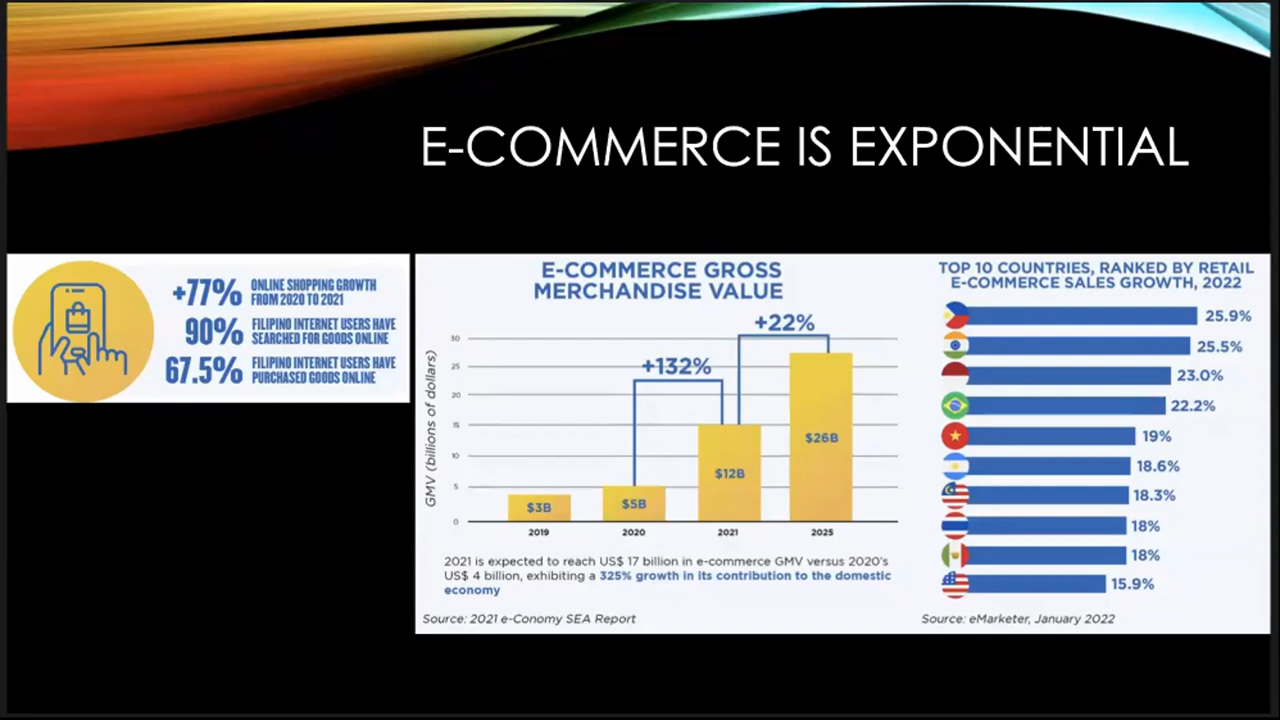 E-COMMERCE IS EXPONENTIAL
+77% ONLINE SHOPPING GROWTH
FROM 2020 TO 2021
90% FILIPINO INTERNET USERS HAVE
SEARCHED FOR GOODS ONLINE
67.5% FILIPINO INTERNET USERS HAVE
PURCHASED GOODS ONLINE
E-COMMERCE GROSS
MERCHANDISE VALUE
+22%
+132%
GMV (billions of dollars)
30
25
20
15
10
5
0
$3B
$5B
$12B
$26B
2019
2020
2021
2025
2021 is expected to reach US$ 17 billion in e-commerce GMV versus 2020's
US$ 4 billion, exhibiting a 325% growth in its contribution to the domestic
economy
Source: 2021 e-Conomy SEA Report
TOP 10 COUNTRIES, RANKED BY RETAIL
E-COMMERCE SALES GROWTH, 2022
25.9%
25.5%
23.0%
22.2%
19%
18.6%
18.3%
18%
18%
15.9%
Source: eMarketer, January 2022